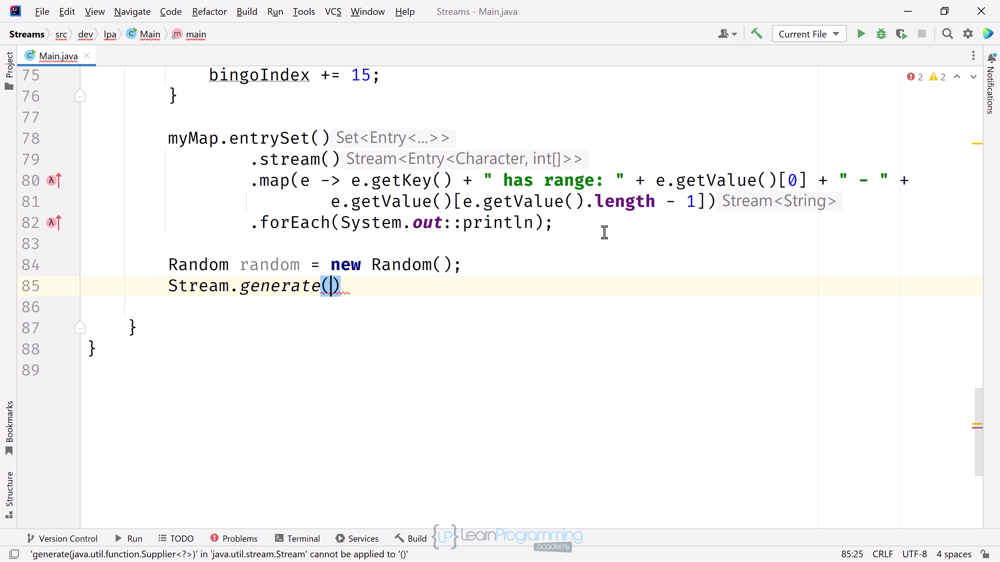 File Edit View Navigate Code Refactor Build Run Tools VCS Window Help Streams - Main.java
Streams src dev lpa C Main m main Current File
C Main.java
Project
Notifications
2 2
75 bingoIndex += 15;
76 }
77
78 myMap.entrySet() Set<Entry<...>>
79 .stream() Stream<Entry<Character, int[]>>
80 .map(e -> e.getKey() + " has range: " + e.getValue()[0] + " - " +
81 e.getValue()[e.getValue().length - 1]) Stream<String>
82 .forEach(System.out::println);
83
84 Random random = new Random();
85 Stream.generate()
86
87 }
88 }
89
Bookmarks
Structure
Version Control Run TODO Problems Terminal Services Build
{LP} LearnProgramming
.academy
'generate(java.util.function.Supplier<?>)' in 'java.util.stream.Stream' cannot be applied to '()' 85:25 CRLF UTF-8 4 spaces